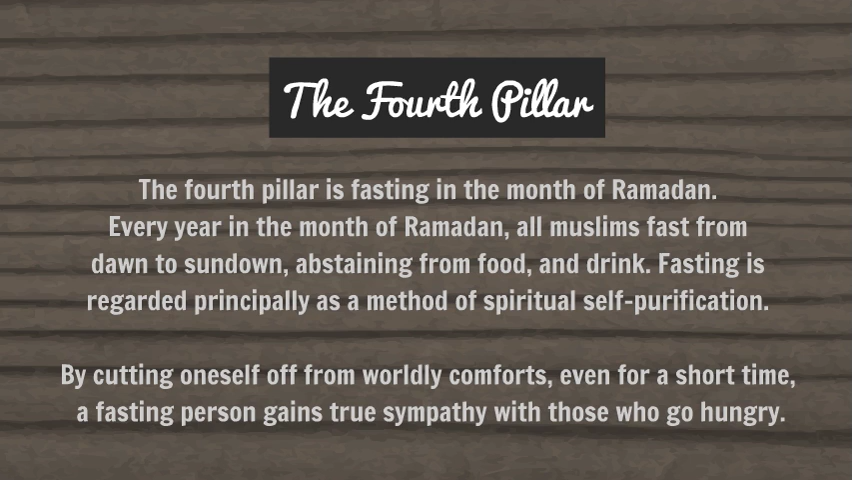 The Fourth Pillar
The fourth pillar is fasting in the month of Ramadan.
Every year in the month of Ramadan, all muslims fast from
dawn to sundown, abstaining from food, and drink. Fasting is
regarded principally as a method of spiritual self-purification.
By cutting oneself off from worldly comforts, even for a short time,
a fasting person gains true sympathy with those who go hungry.